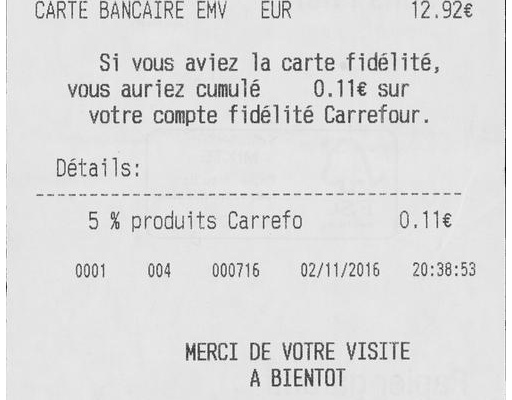 CARTE BANCAIRE EMV EUR 12.92€
Si vous aviez la carte fidélité,
vous auriez cumulé 0.11€ sur
votre compte fidélité Carrefour.
Détails:
5 % produits Carrefo 0.11€
0001 004 000716 02/11/2016 20:38:53
MERCI DE VOTRE VISITE
A BIENTOT